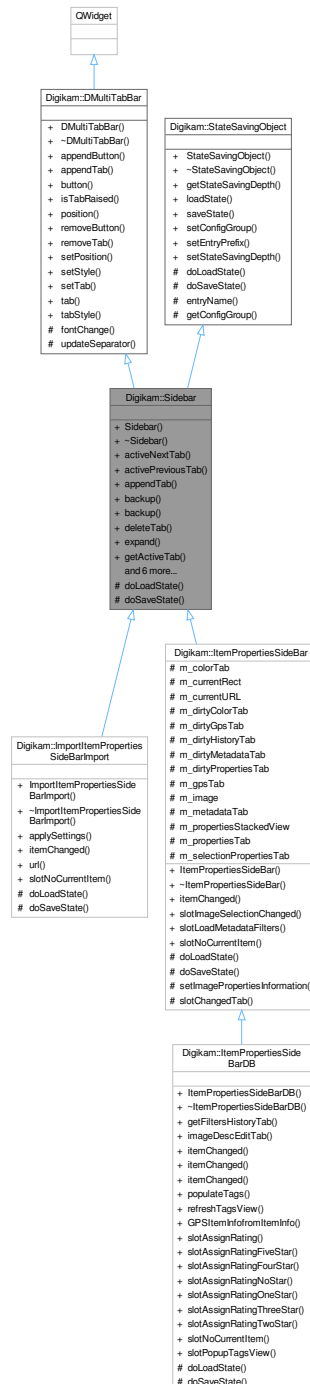 QWidget
Digikam::DMultiTabBar
+ DMultiTabBar()
+ ~DMultiTabBar()
+ appendButton()
+ appendTab()
+ button()
+ isTabRaised()
+ position()
+ removeButton()
+ removeTab()
+ setPosition()
+ setStyle()
+ setTab()
+ tab()
+ tabStyle()
# fontChange()
# updateSeparator()
Digikam::StateSavingObject
+ StateSavingObject()
+ ~StateSavingObject()
+ getStateSavingDepth()
+ loadState()
+ saveState()
+ setConfigGroup()
+ setEntryPrefix()
+ setStateSavingDepth()
# doLoadState()
# doSaveState()
# entryName()
# getConfigGroup()
Digikam::Sidebar
+ Sidebar()
+ ~Sidebar()
+ activeNextTab()
+ activePreviousTab()
+ appendTab()
+ backup()
+ backup()
+ deleteTab()
+ expand()
+ getActiveTab()
and 6 more...
# doLoadState()
# doSaveState()
Digikam::ImportItemProperties
SideBarImport
+ ImportItemPropertiesSide
BarImport()
+ ~ImportItemPropertiesSide
BarImport()
+ applySettings()
+ itemChanged()
+ url()
+ slotNoCurrentItem()
# doLoadState()
# doSaveState()
Digikam::ItemPropertiesSideBar
# m_colorTab
# m_currentRect
# m_currentURL
# m_dirtyColorTab
# m_dirtyGpsTab
# m_dirtyHistoryTab
# m_dirtyMetadataTab
# m_dirtyPropertiesTab
# m_gpsTab
# m_image
# m_metadataTab
# m_propertiesStackedView
# m_propertiesTab
# m_selectionPropertiesTab
+ ItemPropertiesSideBar()
+ ~ItemPropertiesSideBar()
+ itemChanged()
+ slotImageSelectionChanged()
+ slotLoadMetadataFilters()
+ slotNoCurrentItem()
# doLoadState()
# doSaveState()
# setImagePropertiesInformation()
# slotChangedTab()
Digikam::ItemPropertiesSide
BarDB
+ ItemPropertiesSideBarDB()
+ ~ItemPropertiesSideBarDB()
+ getFiltersHistoryTab()
+ imageDescEditTab()
+ itemChanged()
+ itemChanged()
+ itemChanged()
+ populateTags()
+ refreshTagsView()
+ GPSItemInfofromItemInfo()
+ slotAssignRating()
+ slotAssignRatingFiveStar()
+ slotAssignRatingFourStar()
+ slotAssignRatingNoStar()
+ slotAssignRatingOneStar()
+ slotAssignRatingThreeStar()
+ slotAssignRatingTwoStar()
+ slotNoCurrentItem()
+ slotPopupTagsView()
# doLoadState()
# doSaveState()